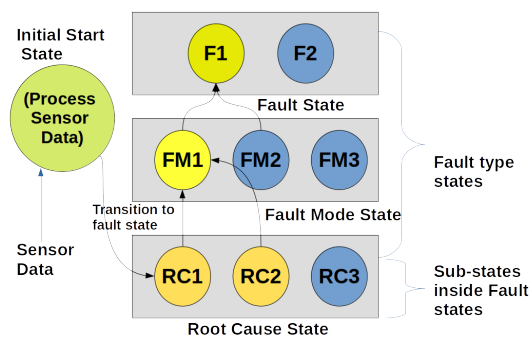 Initial Start
State
(Process
Sensor
Data)
Sensor
Data
Transition to
fault state
F1
F2
Fault State
FM1
FM2
FM3
Fault Mode State
RC1
RC2
RC3
Root Cause State
Fault type
states
Sub-states
inside Fault
states